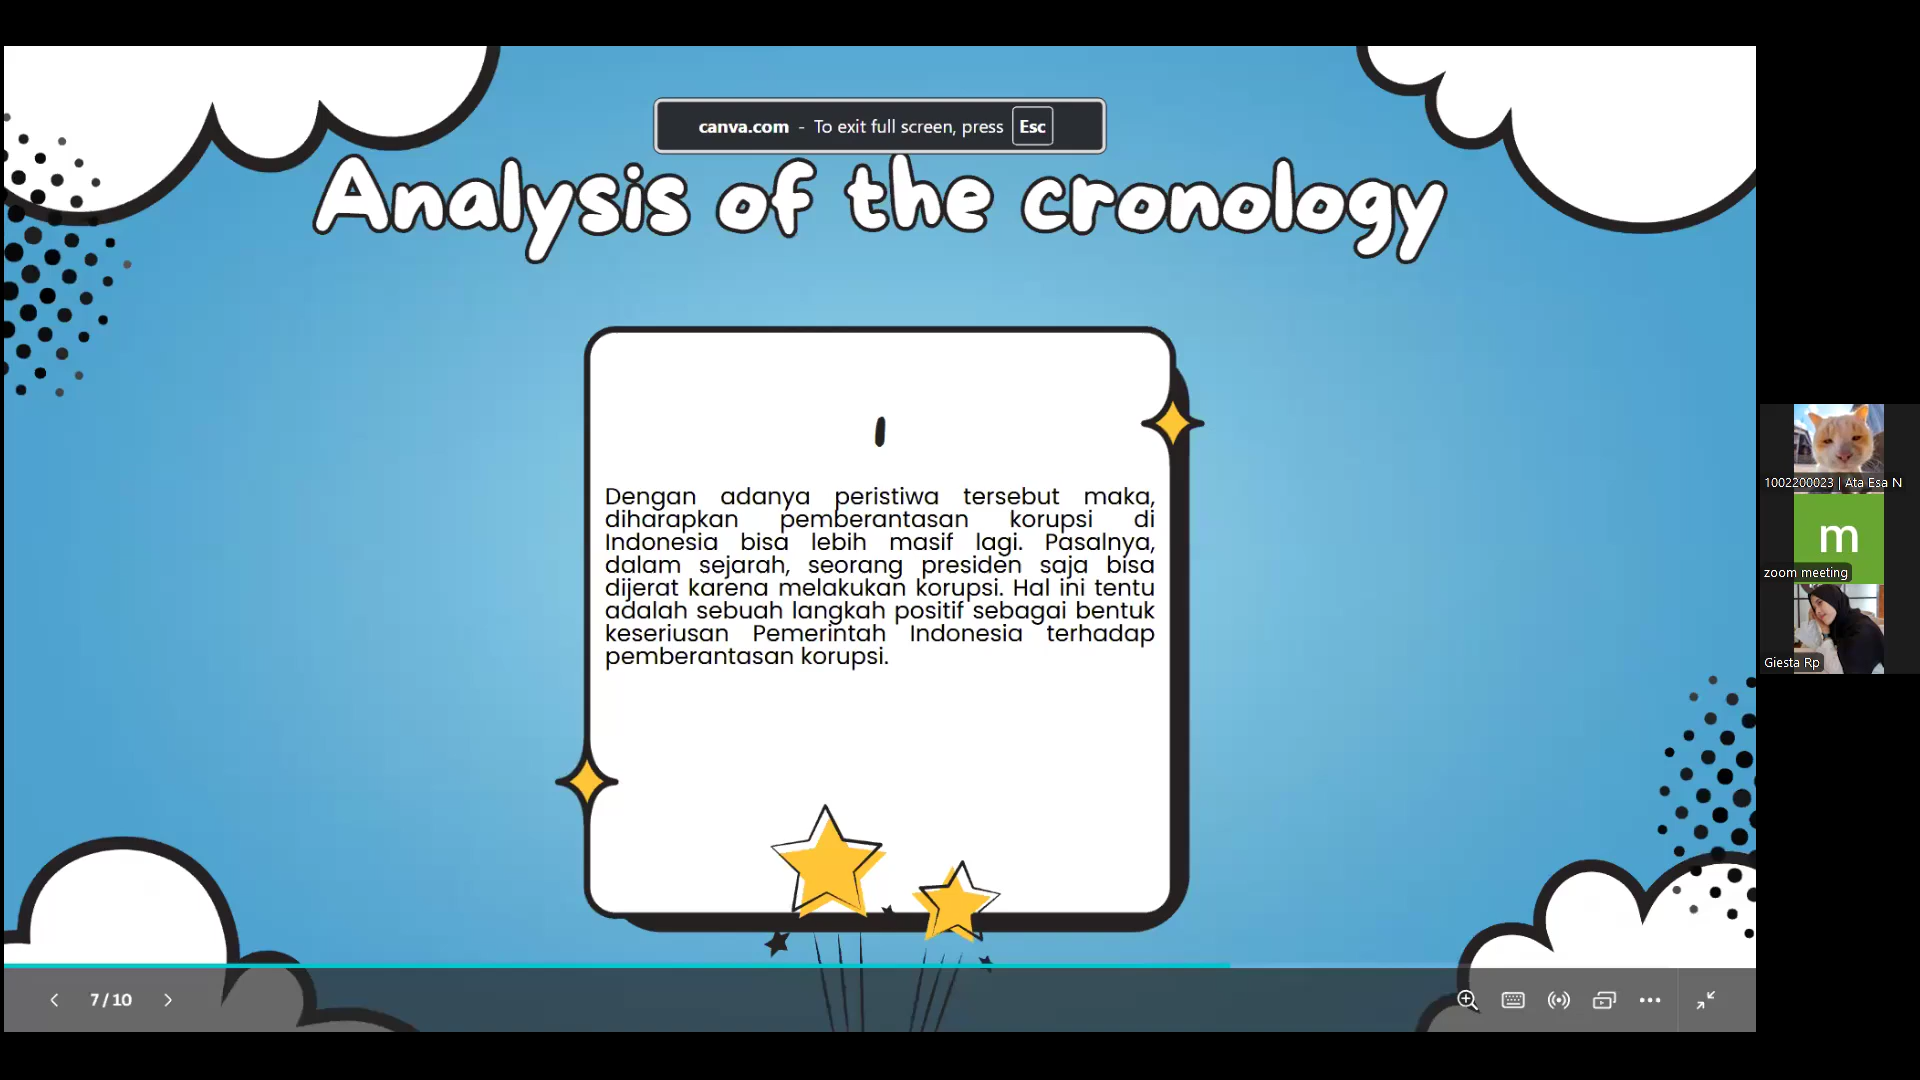 canva.com - To exit full screen, press Esc
Analysis of the cronology
1
Dengan adanya peristiwa tersebut maka,
diharapkan pemberantasan korupsi di
Indonesia bisa lebih masif lagi. Pasalnya,
dalam sejarah, seorang presiden saja bisa
dijerat karena melakukan korupsi. Hal ini tentu
adalah sebuah langkah positif sebagai bentuk
keseriusan Pemerintah Indonesia terhadap
pemberantasan korupsi.
1002200023 | Ata Esa N
m
zoom meeting
Giesta Rp
7 / 10